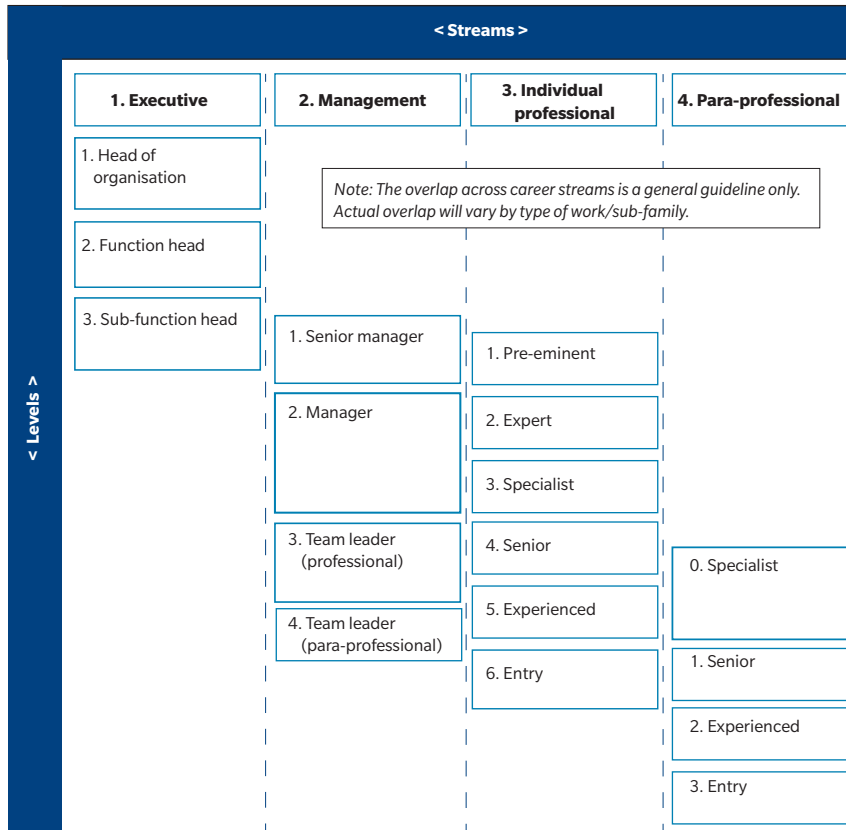 < Streams >
< Levels >
1. Executive
2. Management
3. Individual
professional
4. Para-professional
Note: The overlap across career streams is a general guideline only.
Actual overlap will vary by type of work/sub-family.
1. Head of
organisation
2. Function head
3. Sub-function head
1. Senior manager
2. Manager
3. Team leader
(professional)
4. Team leader
(para-professional)
1. Pre-eminent
2. Expert
3. Specialist
4. Senior
5. Experienced
6. Entry
0. Specialist
1. Senior
2. Experienced
3. Entry